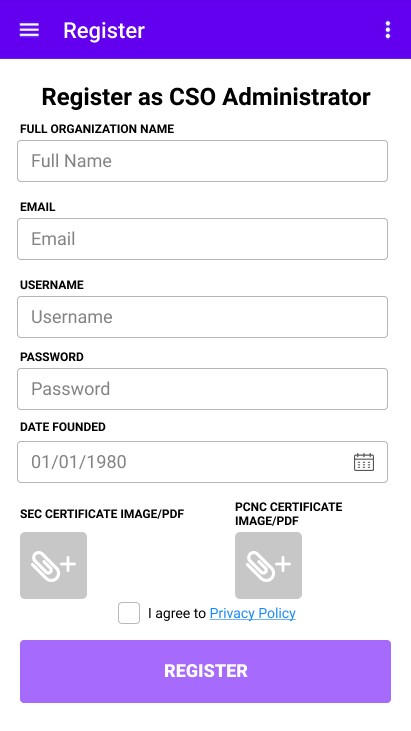 Register
Register as CSO Administrator
FULL ORGANIZATION NAME
Full Name
EMAIL
Email
USERNAME
Username
PASSWORD
Password
DATE FOUNDED
01/01/1980
SEC CERTIFICATE IMAGE/PDF
PCNC CERTIFICATE
IMAGE/PDF
I agree to Privacy Policy
REGISTER